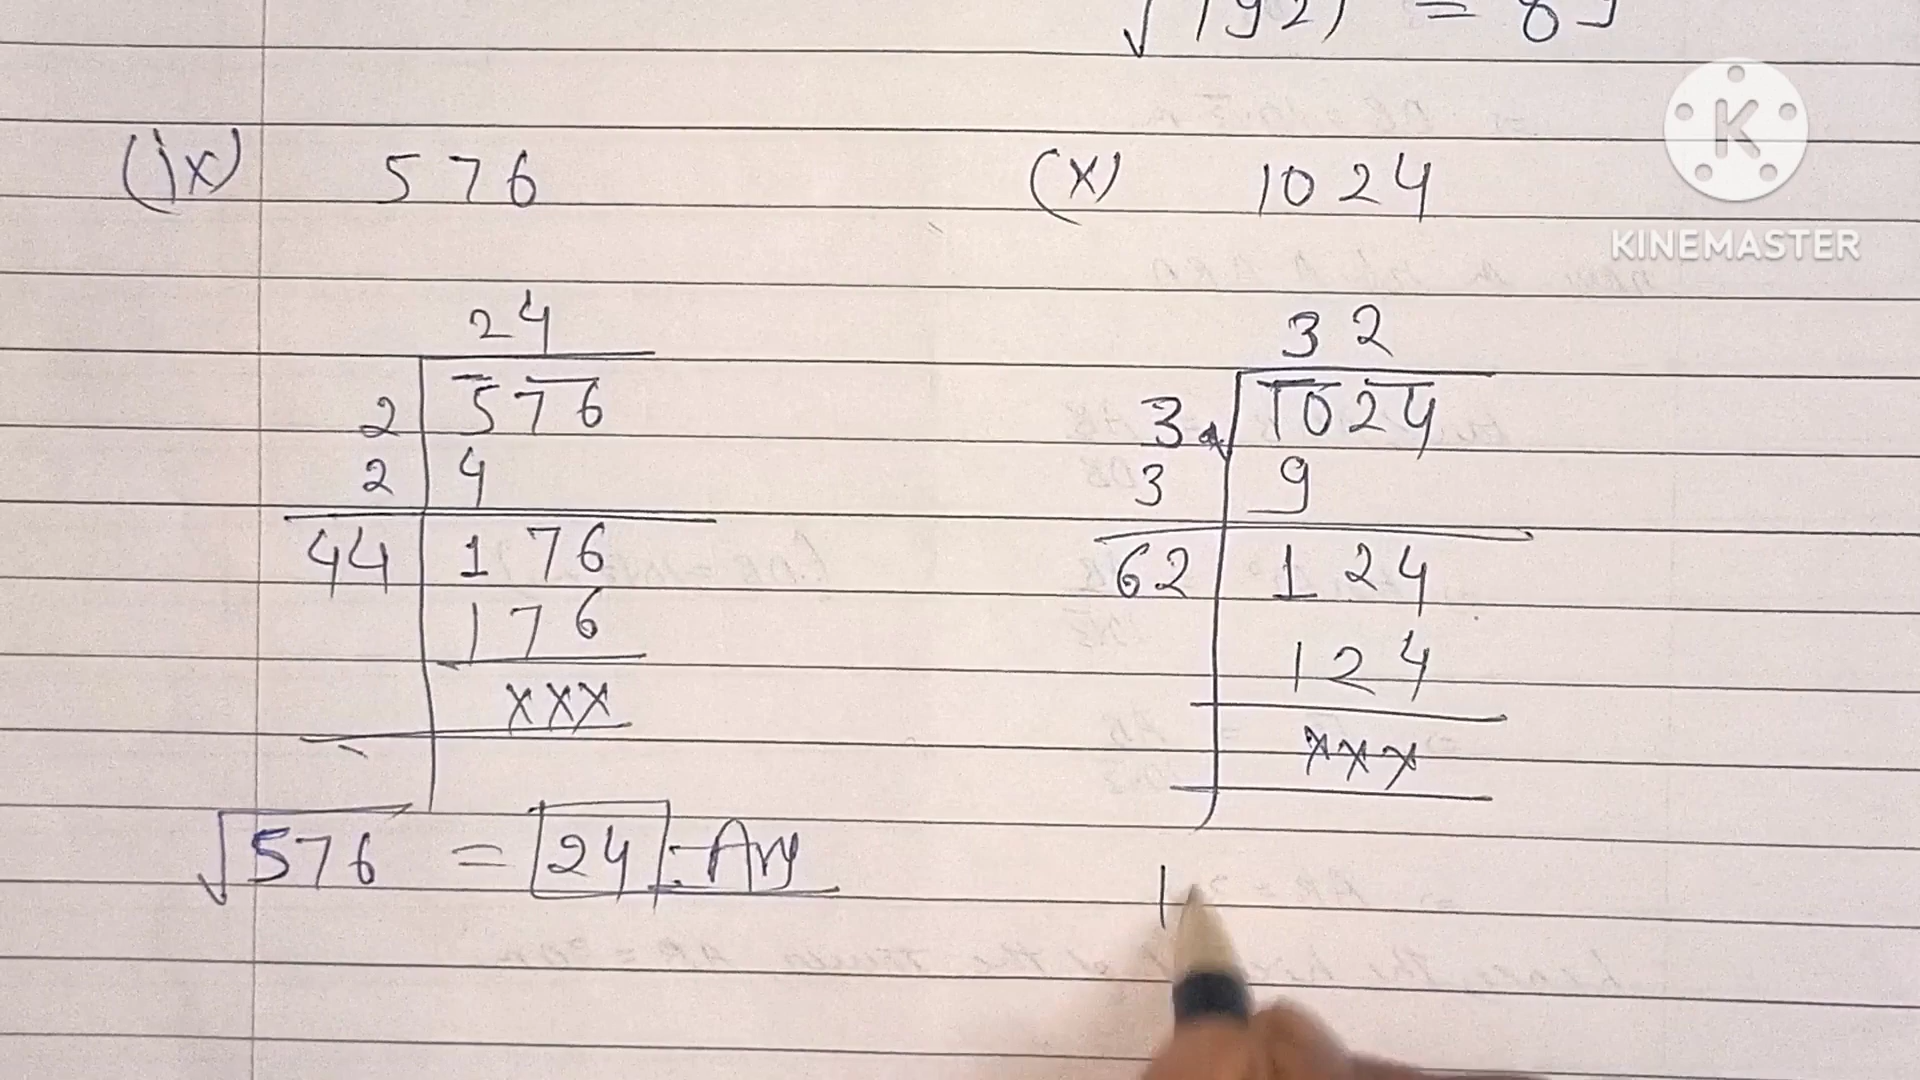 (ix) 576
24
2 576
2 4
44 176
176
xxx
√576 = 24 Ans
(x) 1024
32
3 1024
3 9
62 124
124
xxx
KINEMASTER